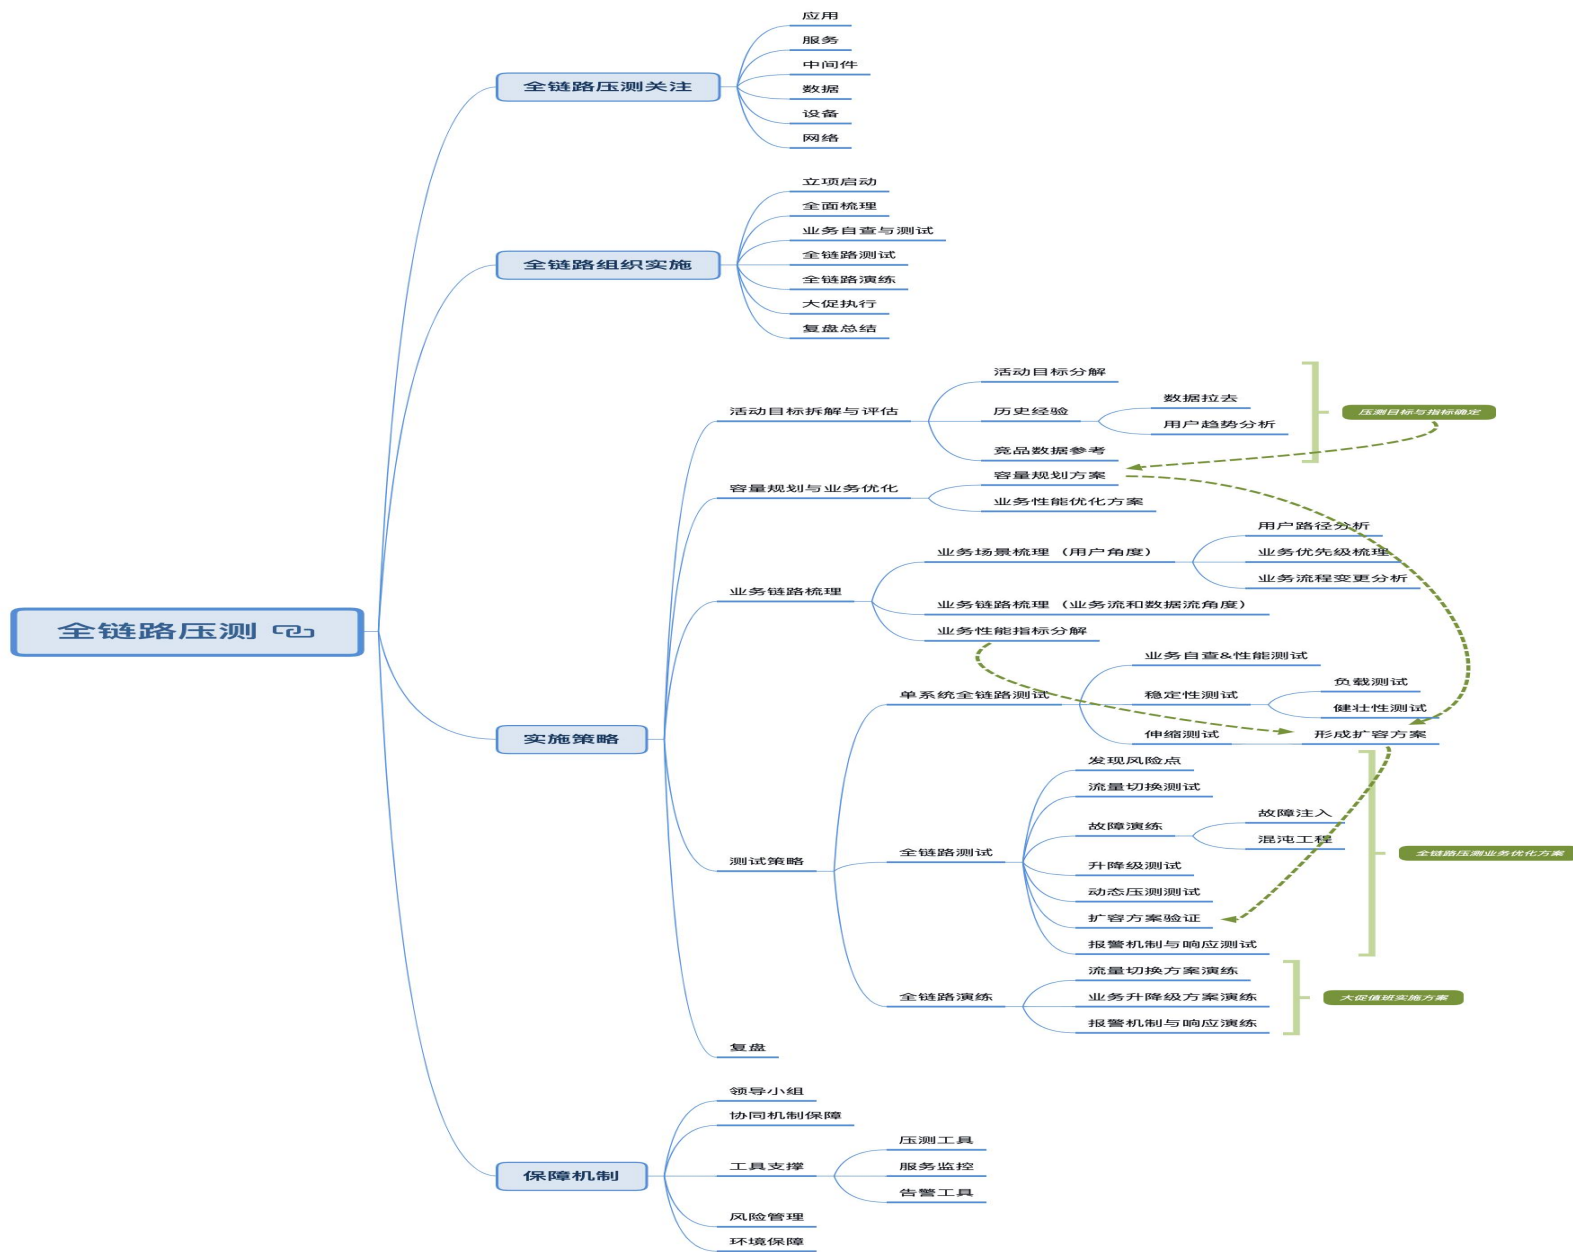 全链路压测
全链路压测关注
应用
服务
中间件
数据
设备
网络
全链路组织实施
立项启动
全面梳理
业务自查与测试
全链路测试
全链路演练
大促执行
复盘总结
实施策略
活动目标拆解与评估
活动目标分解
历史经验
数据拉去
用户趋势分析
竞品数据参考
压测目标与指标确定
容量规划与业务优化
容量规划方案
业务性能优化方案
业务链路梳理
业务场景梳理（用户角度）
用户路径分析
业务优先级梳理
业务流程变更分析
业务链路梳理（业务流和数据流角度）
业务性能指标分解
测试策略
单系统全链路测试
业务自查&性能测试
稳定性测试
负载测试
健壮性测试
伸缩测试
形成扩容方案
全链路测试
发现风险点
流量切换测试
故障演练
故障注入
混沌工程
升降级测试
动态压测测试
扩容方案验证
报警机制与响应测试
全链路压测业务优化方案
全链路演练
流量切换方案演练
业务升降级方案演练
报警机制与响应演练
大促值班实施方案
复盘
保障机制
领导小组
协同机制保障
工具支撑
压测工具
服务监控
告警工具
风险管理
环境保障